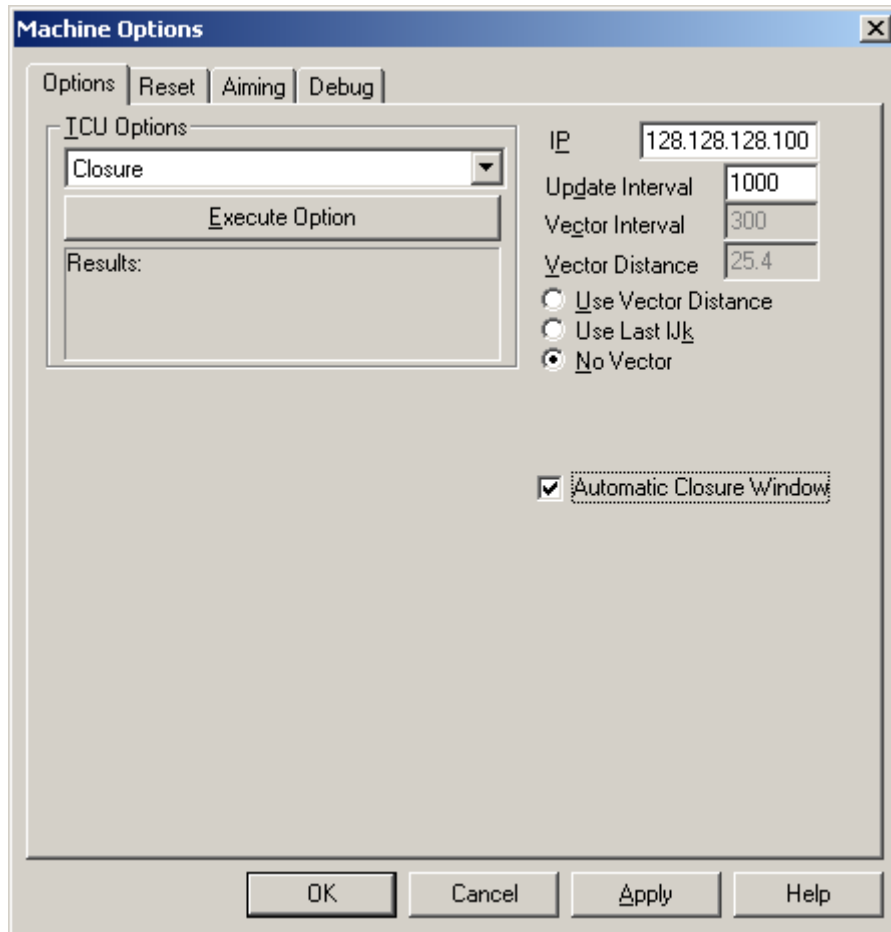 Machine Options
Options Reset Aiming Debug
TCU Options
Closure
Execute Option
Results:
IP 128.128.128.100
Update Interval 1000
Vector Interval 300
Vector Distance 25.4
Use Vector Distance
Use Last IJk
No Vector
Automatic Closure Window
OK Cancel Apply Help